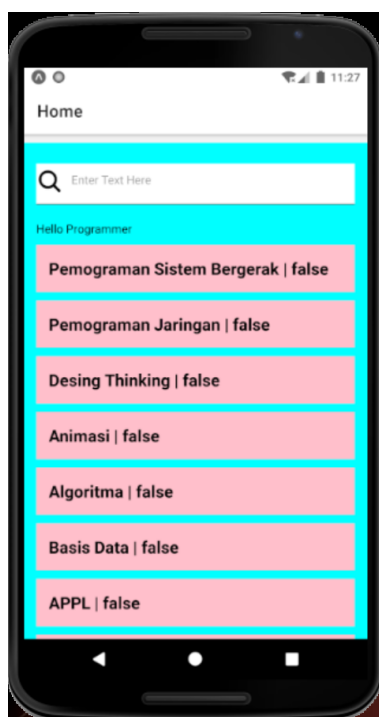 11:27
Home
Enter Text Here
Hello Programmer
Pemograman Sistem Bergerak | false
Pemograman Jaringan | false
Desing Thinking | false
Animasi | false
Algoritma | false
Basis Data | false
APPL | false